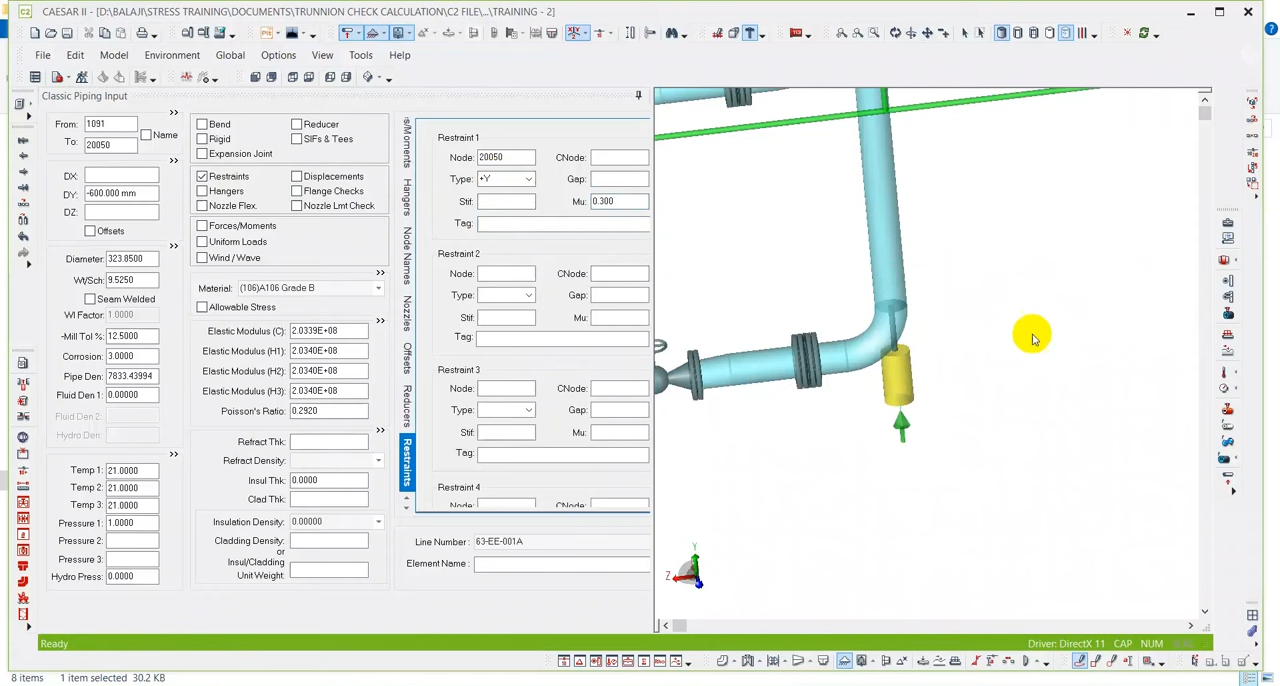 CAESAR II - [D:\BALAJI\STRESS TRAINING\DOCUMENTS\TRUNNION CHECK CALCULATION\C2 FILE\...\TRAINING - 2]
File Edit Model Environment Global Options View Tools Help
Classic Piping Input
From: 1091
To: 20050
Name
DX:
DY: -600.000 mm
DZ:
Offsets
Diameter: 323.8500
Wt/Sch: 9.5250
Seam Welded
WI Factor: 1.0000
-Mill Tol %: 12.5000
Corrosion: 3.0000
Pipe Den: 7833.43994
Fluid Den 1: 0.00000
Fluid Den 2:
Hydro Den:
Temp 1: 21.0000
Temp 2: 21.0000
Temp 3: 21.0000
Pressure 1: 1.0000
Pressure 2:
Pressure 3:
Hydro Press: 0.0000
Bend Reducer
Rigid SIFs & Tees
Expansion Joint
Restraints Displacements
Hangers Flange Checks
Nozzle Flex. Nozzle Lmt Check
Forces/Moments
Uniform Loads
Wind / Wave
Material: (106)A106 Grade B
Allowable Stress
Elastic Modulus (C): 2.0339E+08
Elastic Modulus (H1): 2.0340E+08
Elastic Modulus (H2): 2.0340E+08
Elastic Modulus (H3): 2.0340E+08
Poisson's Ratio: 0.2920
Refract Thk:
Refract Density:
Insul Thk: 0.0000
Clad Thk:
Insulation Density: 0.00000
Cladding Density:
or
Insul/Cladding
Unit Weight:
s/Moments
Hangers
Node Names
Nozzles
Offsets
Reducers
Restraints
Restraint 1
Node: 20050 CNode:
Type: +Y Gap:
Stif: Mu: 0.300
Tag:
Restraint 2
Node: CNode:
Type: Gap:
Stif: Mu:
Tag:
Restraint 3
Node: CNode:
Type: Gap:
Stif: Mu:
Tag:
Restraint 4
Node: CNode:
Line Number: 63-EE-001A
Element Name:
Y
Z
Ready
Driver: DirectX 11 CAP NUM
8 items 1 item selected 30.2 KB